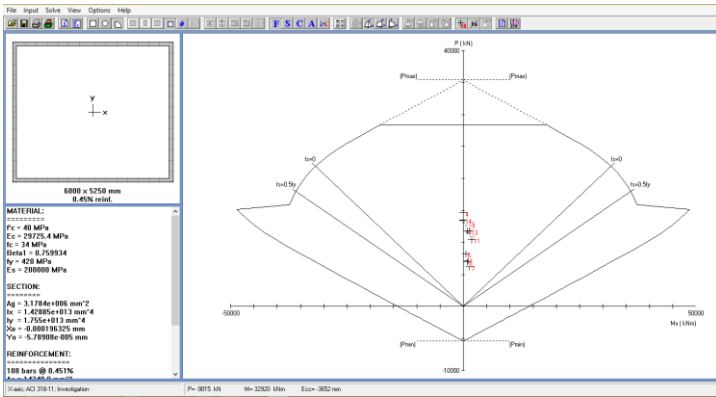 File Input Solve View Options Help
F S C A
P ( kN)
40000
(Pmax)
(Pmax)
fs=0
fs=0
fs=0.5fy
fs=0.5fy
y
x
6000 x 5250 mm
0.45% reinf.
MATERIAL:
=========
f'c = 40 MPa
Ec = 29725.4 MPa
fc = 34 MPa
Beta1 = 0.759934
fy = 420 MPa
Es = 200000 MPa
SECTION:
========
Ag = 3.1784e+006 mm^2
Ix = 1.42805e+013 mm^4
Iy = 1.755e+013 mm^4
Xo = -0.000196325 mm
Yo = -5.78908e-005 mm
REINFORCEMENT:
==============
108 bars @ 0.451%
14
13
11
7
-50000
50000
Mx ( kNm)
(Pmin)
(Pmin)
-10000
X-axis; ACI 318-11; Investigation
P= -9015 kN
M= 32920 kNm
Ecc= -3652 mm